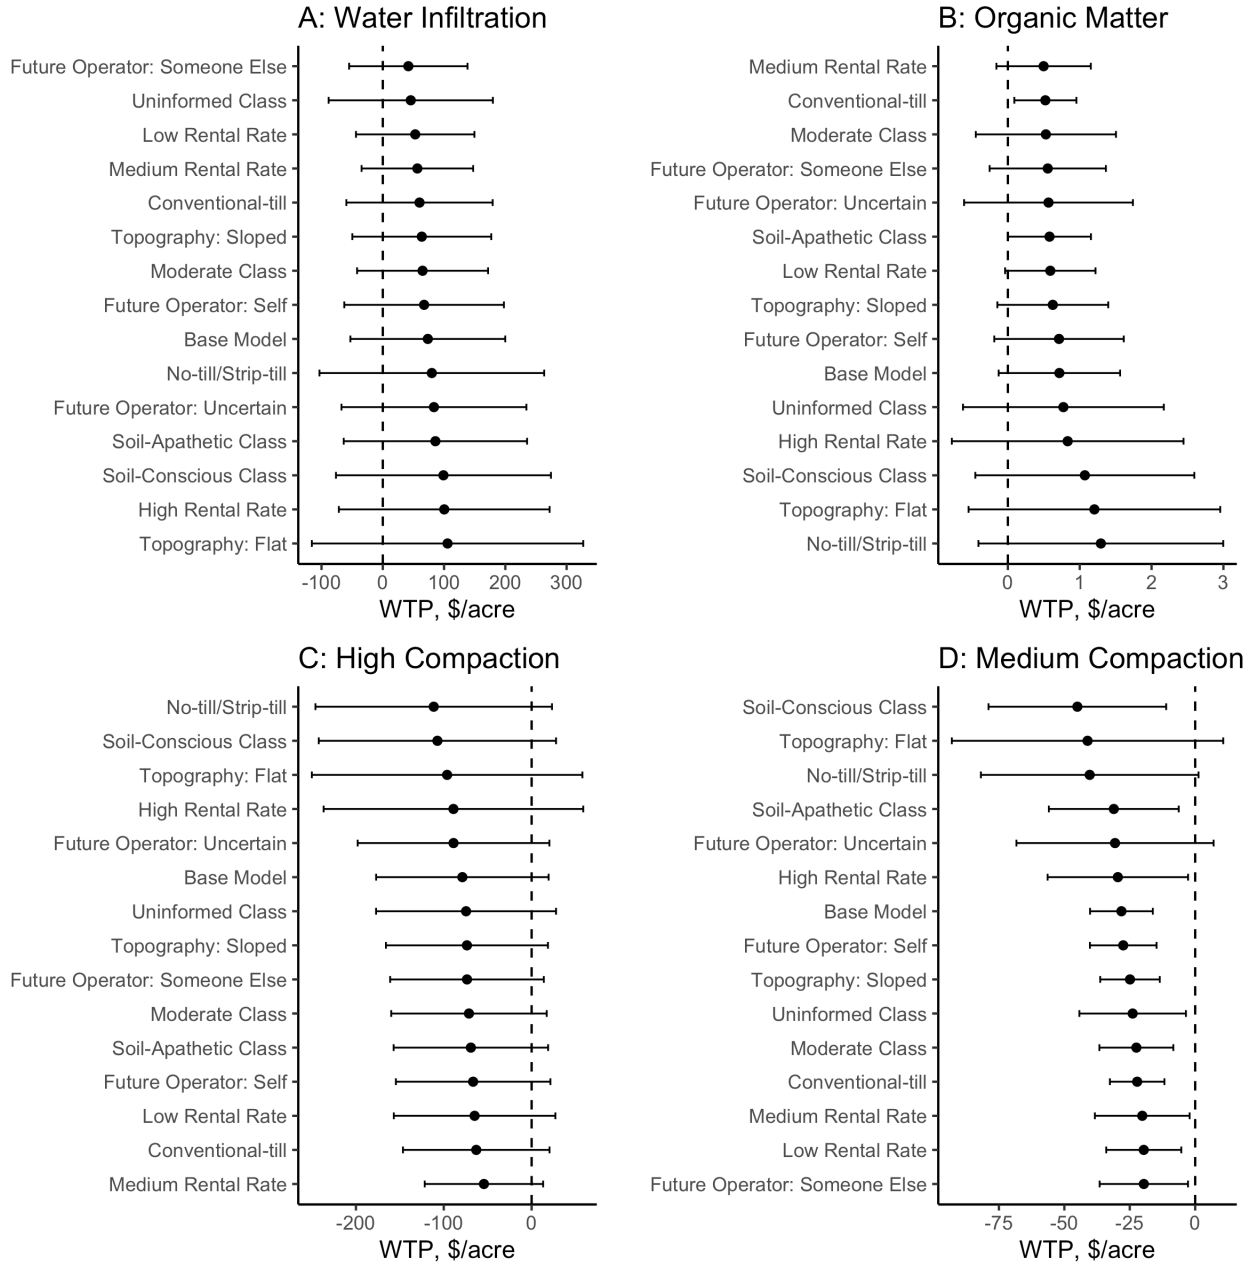 A: Water Infiltration
Future Operator: Someone Else
Uninformed Class
Low Rental Rate
Medium Rental Rate
Conventional-till
Topography: Sloped
Moderate Class
Future Operator: Self
Base Model
No-till/Strip-till
Future Operator: Uncertain
Soil-Apathetic Class
Soil-Conscious Class
High Rental Rate
Topography: Flat
-100 0 100 200 300
WTP, $/acre
B: Organic Matter
Medium Rental Rate
Conventional-till
Moderate Class
Future Operator: Someone Else
Future Operator: Uncertain
Soil-Apathetic Class
Low Rental Rate
Topography: Sloped
Future Operator: Self
Base Model
Uninformed Class
High Rental Rate
Soil-Conscious Class
Topography: Flat
No-till/Strip-till
0 1 2 3
WTP, $/acre
C: High Compaction
No-till/Strip-till
Soil-Conscious Class
Topography: Flat
High Rental Rate
Future Operator: Uncertain
Base Model
Uninformed Class
Topography: Sloped
Future Operator: Someone Else
Moderate Class
Soil-Apathetic Class
Future Operator: Self
Low Rental Rate
Conventional-till
Medium Rental Rate
-200 -100 0
WTP, $/acre
D: Medium Compaction
Soil-Conscious Class
Topography: Flat
No-till/Strip-till
Soil-Apathetic Class
Future Operator: Uncertain
High Rental Rate
Base Model
Future Operator: Self
Topography: Sloped
Uninformed Class
Moderate Class
Conventional-till
Medium Rental Rate
Low Rental Rate
Future Operator: Someone Else
-75 -50 -25 0
WTP, $/acre